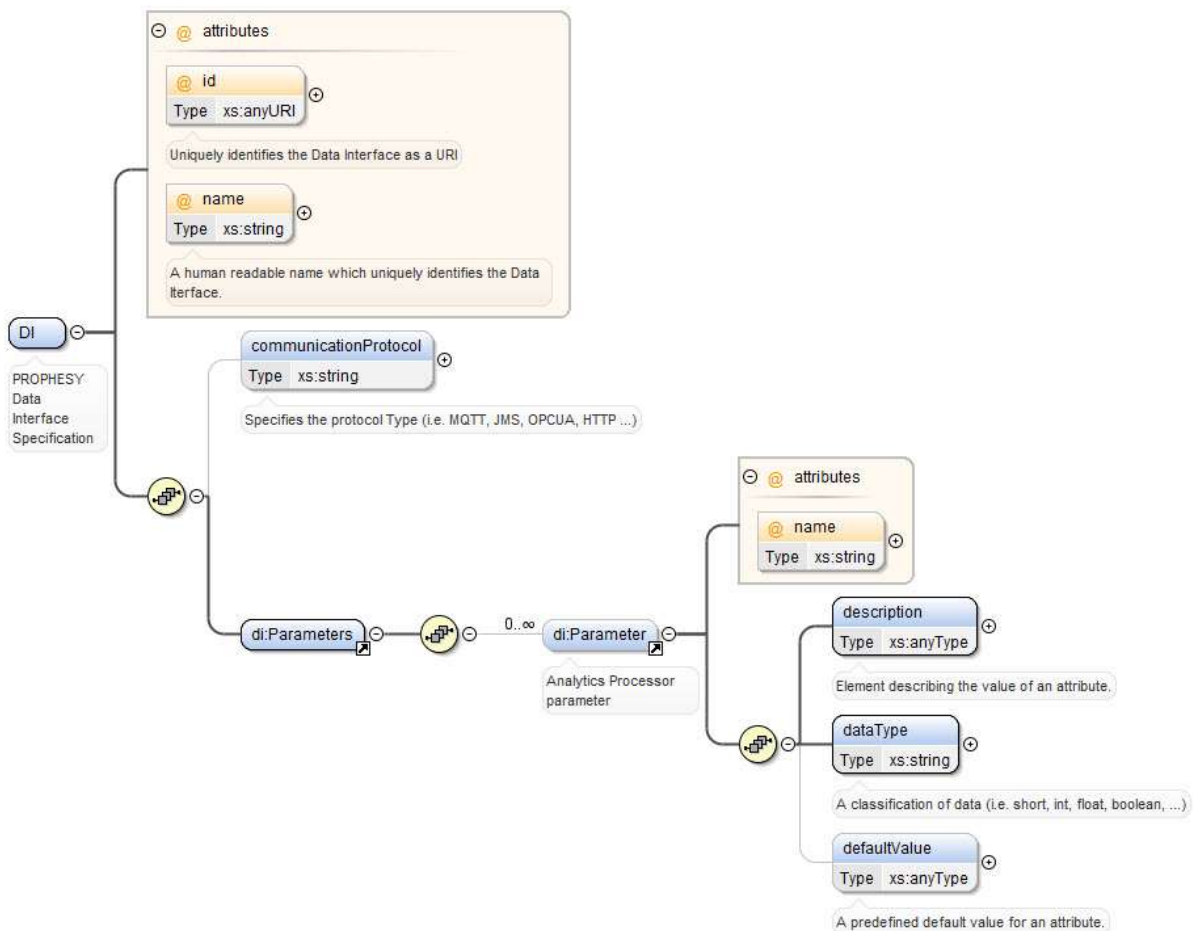 @ attributes
@ id
Type xs:anyURI
Uniquely identifies the Data Interface as a URI
@ name
Type xs:string
A human readable name which uniquely identifies the Data
Iterface.
DI
PROPHESY
Data
Interface
Specification
communicationProtocol
Type xs:string
Specifies the protocol Type (i.e. MQTT, JMS, OPCUA, HTTP ...)
di:Parameters
0..∞
di:Parameter
Analytics Processor
parameter
@ attributes
@ name
Type xs:string
description
Type xs:anyType
Element describing the value of an attribute.
dataType
Type xs:string
A classification of data (i.e. short, int, float, boolean, ...)
defaultValue
Type xs:anyType
A predefined default value for an attribute.